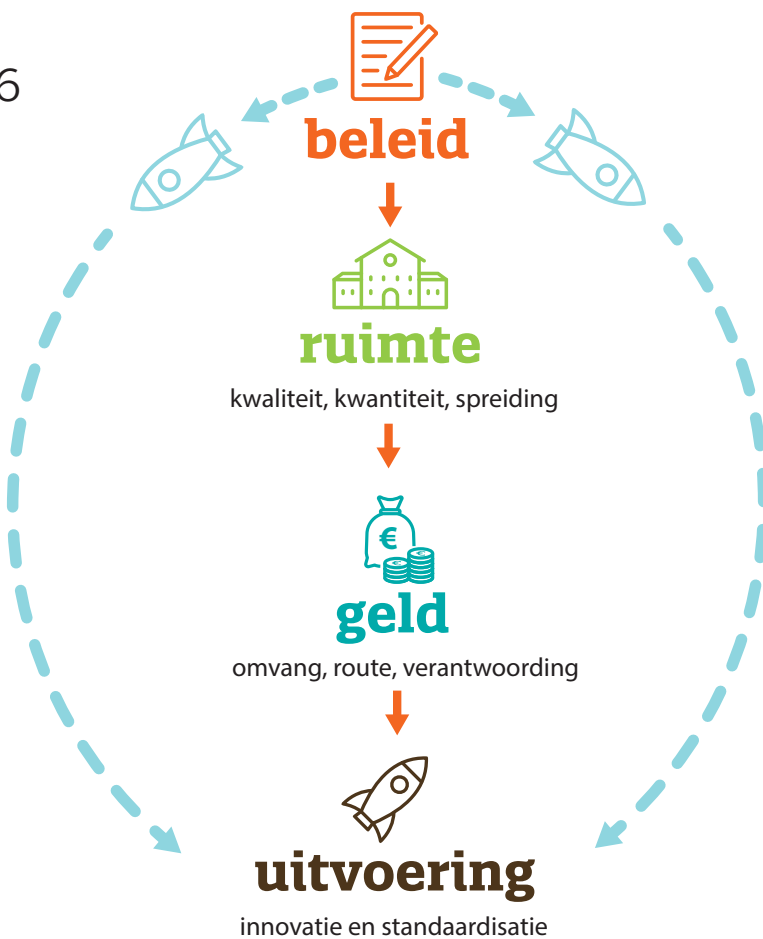 6
beleid
ruimte
kwaliteit, kwantiteit, spreiding
€
€
€
geld
omvang, route, verantwoording
uitvoering
innovatie en standaardisatie